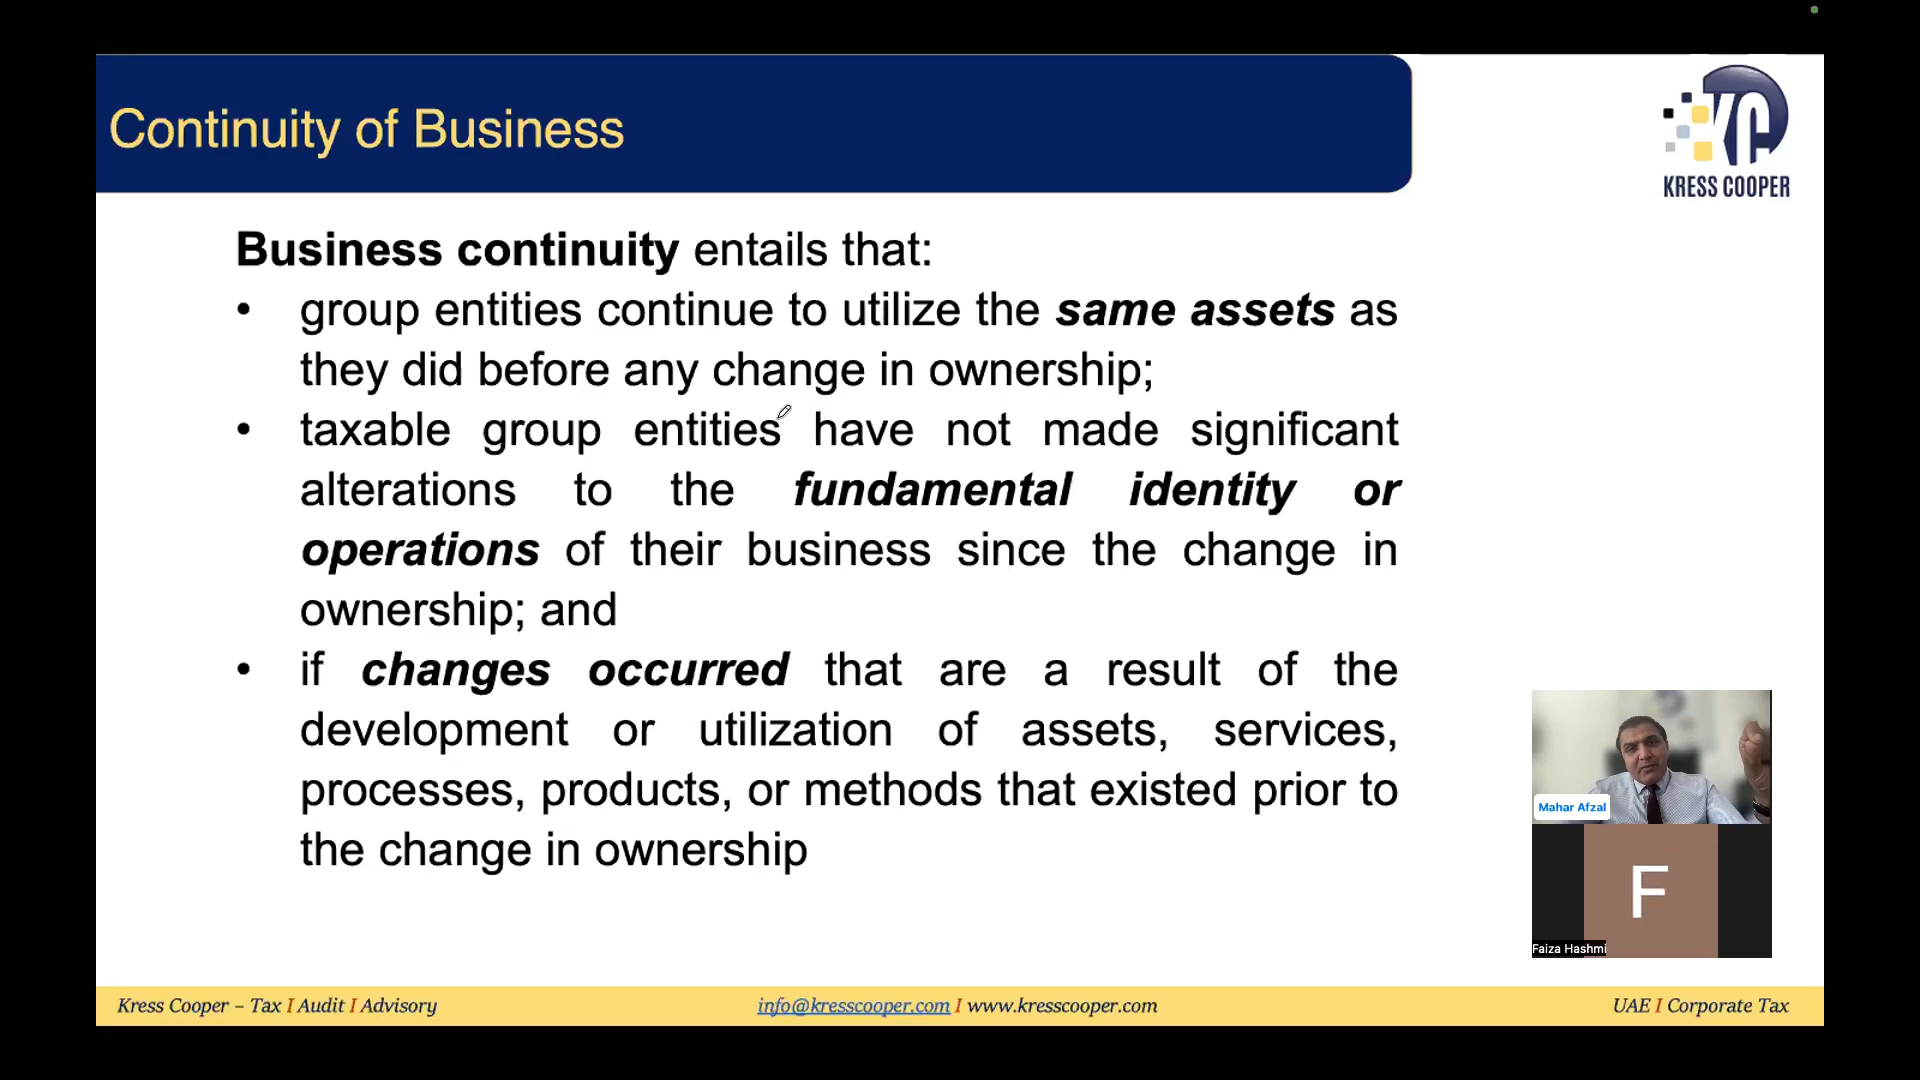 Continuity of Business
KC
KRESS COOPER
Business continuity entails that:
• group entities continue to utilize the same assets as
they did before any change in ownership;
• taxable group entities have not made significant
alterations to the fundamental identity or
operations of their business since the change in
ownership; and
• if changes occurred that are a result of the
development or utilization of assets, services,
processes, products, or methods that existed prior to
the change in ownership
Mahar Afzal
F
Faiza Hashmi
Kress Cooper – Tax I Audit I Advisory
info@kresscooper.com I www.kresscooper.com
UAE I Corporate Tax